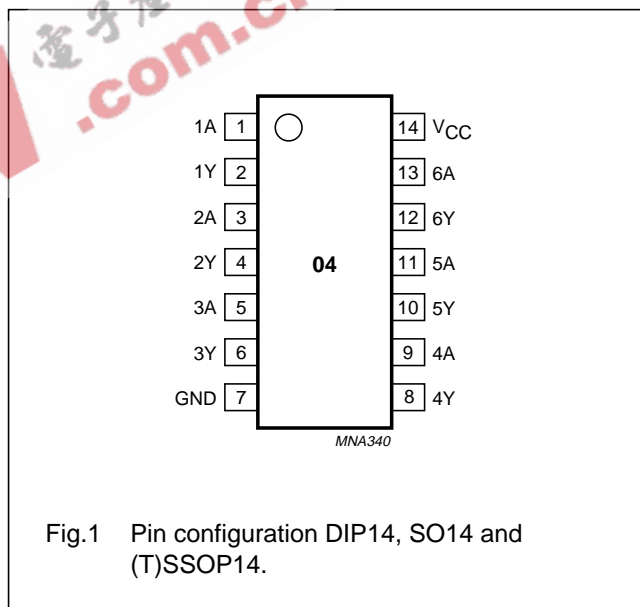 .com.cn
1A 1 14 VCC
1Y 2 13 6A
2A 3 12 6Y
2Y 4 04 11 5A
3A 5 10 5Y
3Y 6 9 4A
GND 7 8 4Y
MNA340
Fig.1 Pin configuration DIP14, SO14 and
(T)SSOP14.